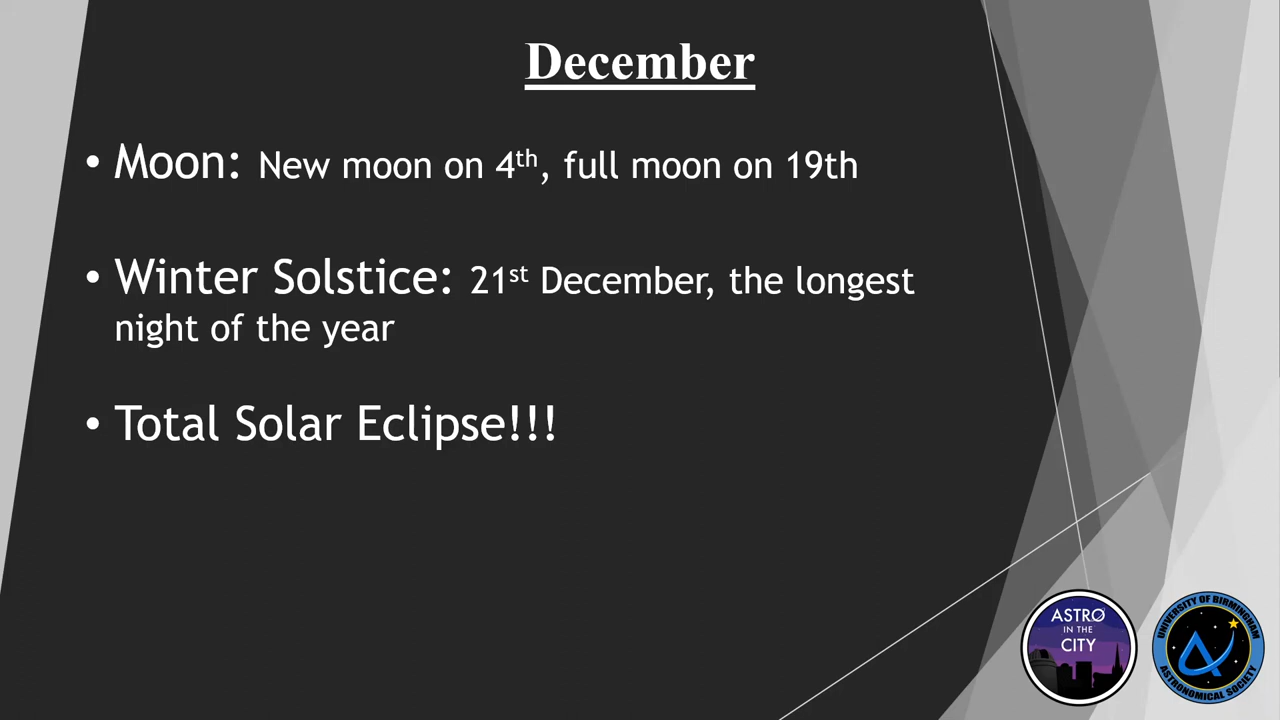 December
• Moon: New moon on 4th, full moon on 19th
• Winter Solstice: 21st December, the longest
night of the year
• Total Solar Eclipse!!!
ASTRO
IN THE
CITY
UNIVERSITY OF BIRMINGHAM
ASTRONOMICAL SOCIETY